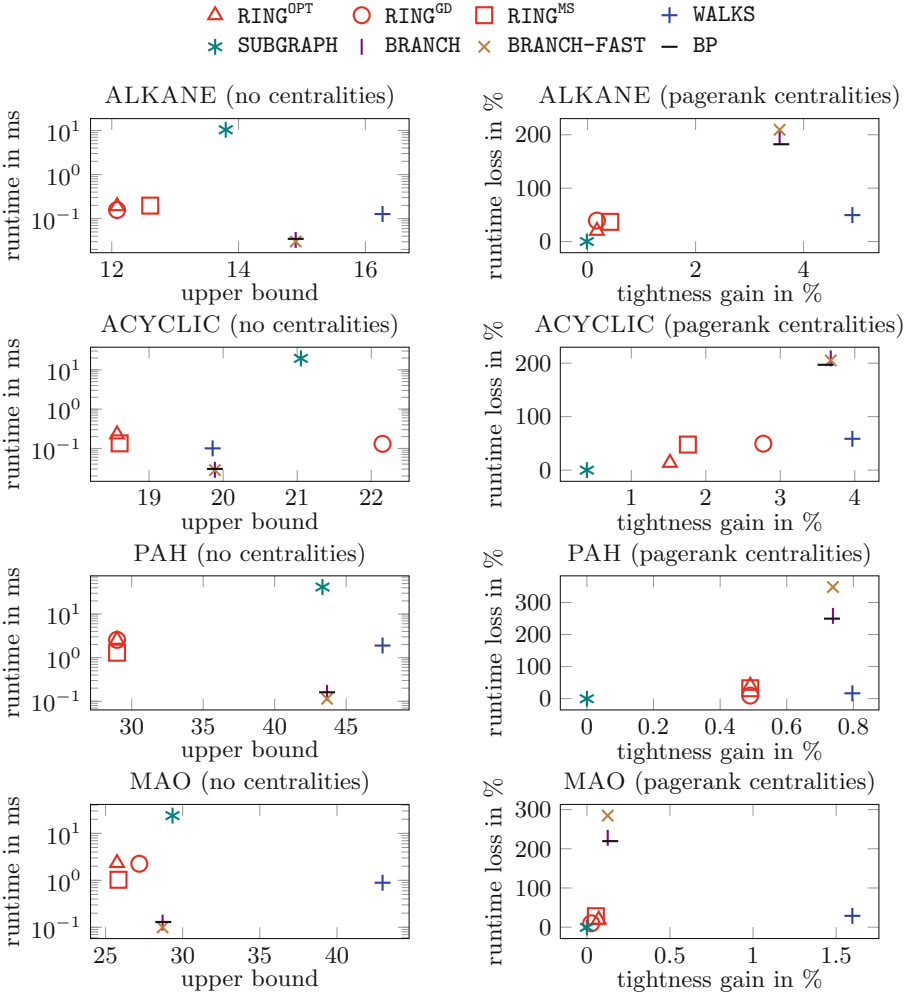 RING^OPT RING^GD RING^MS WALKS
SUBGRAPH BRANCH BRANCH-FAST BP
ALKANE (no centralities)
runtime in ms
10^1
10^0
10^−1
12 14 16
upper bound
ALKANE (pagerank centralities)
runtime loss in %
200
100
0
0 2 4
tightness gain in %
ACYCLIC (no centralities)
runtime in ms
10^1
10^0
10^−1
19 20 21 22
upper bound
ACYCLIC (pagerank centralities)
runtime loss in %
200
100
0
1 2 3 4
tightness gain in %
PAH (no centralities)
runtime in ms
10^1
10^0
10^−1
30 35 40 45
upper bound
PAH (pagerank centralities)
runtime loss in %
300
200
100
0
0 0.2 0.4 0.6 0.8
tightness gain in %
MAO (no centralities)
runtime in ms
10^1
10^0
10^−1
25 30 35 40
upper bound
MAO (pagerank centralities)
runtime loss in %
300
200
100
0
0 0.5 1 1.5
tightness gain in %